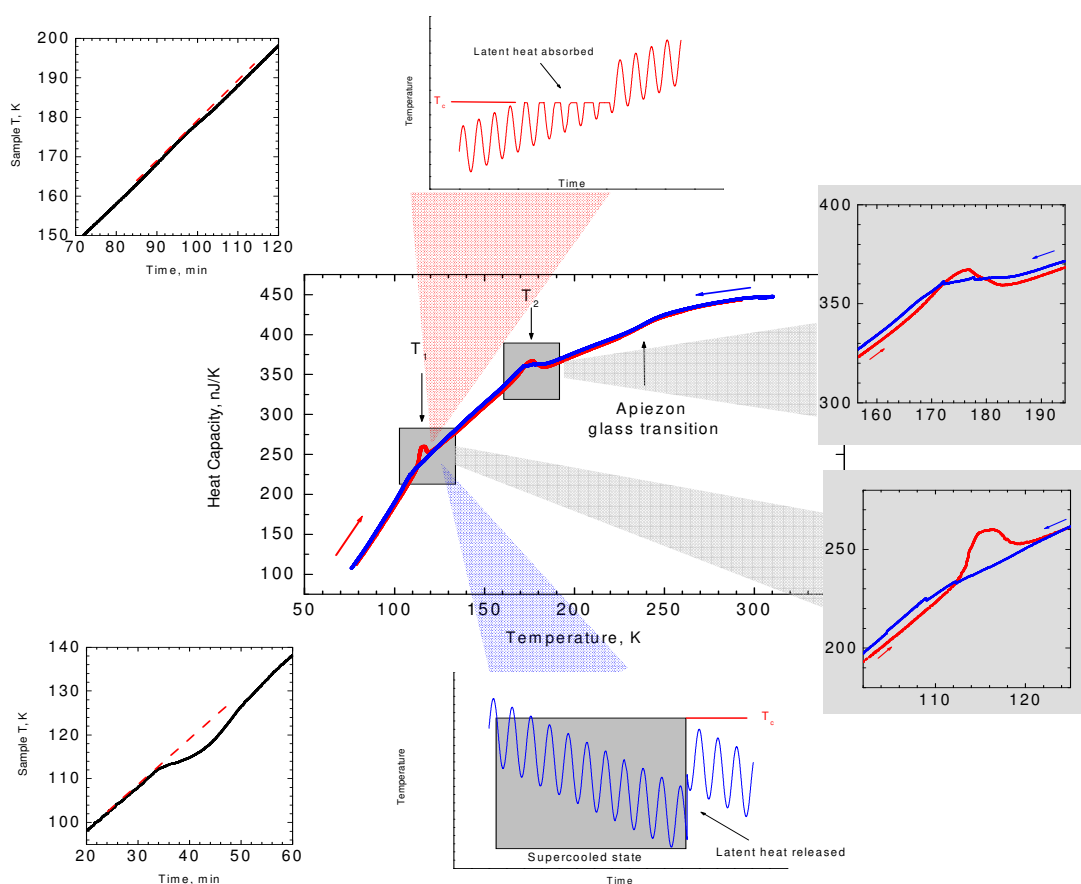 200
190
180
170
160
150
70 80 90 100 110 120
Sample T, K
Time, min
Latent heat absorbed
T c
Temperature
Time
400
350
300
160 170 180 190
450
400
350
300
250
200
150
100
50 100 150 200 250 300
Heat Capacity, nJ/K
Temperature, K
T 1
T 2
Apiezon
glass transition
250
200
110 120
140
130
120
110
100
20 30 40 50 60
Sample T, K
Time, min
T c
Temperature
Supercooled state
Latent heat released
Time